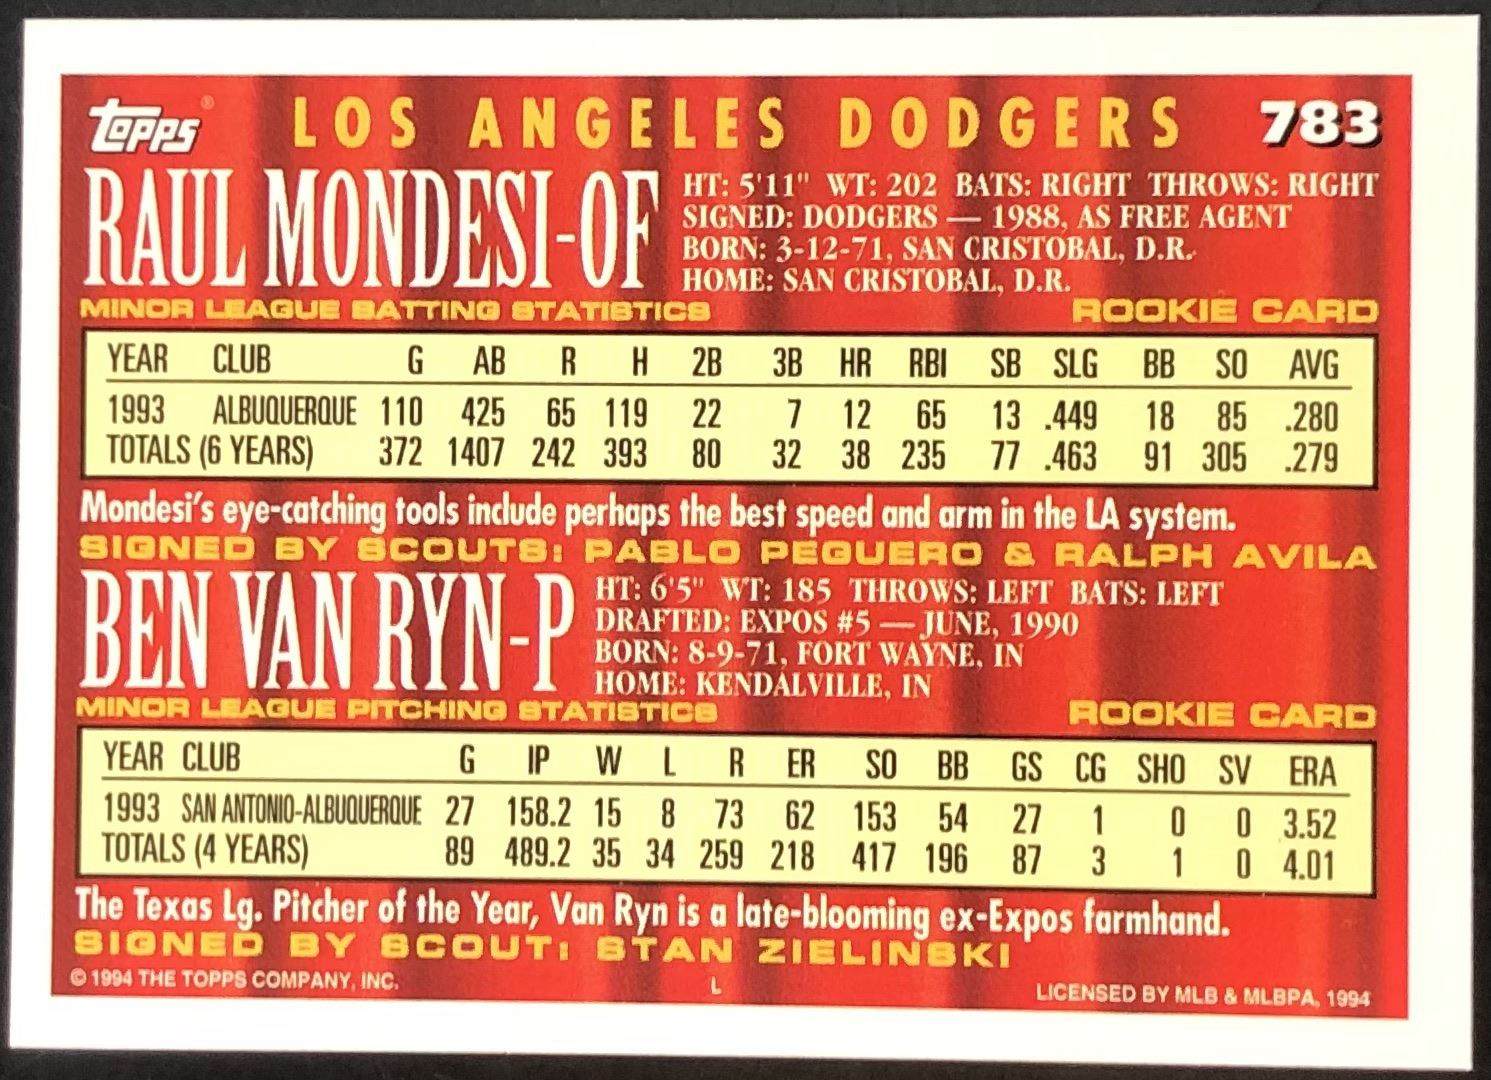 Topps ® LOS ANGELES DODGERS 783
RAUL MONDESI-OF
HT: 5'11" WT: 202 BATS: RIGHT THROWS: RIGHT
SIGNED: DODGERS — 1988, AS FREE AGENT
BORN: 3-12-71, SAN CRISTOBAL, D.R.
HOME: SAN CRISTOBAL, D.R.
MINOR LEAGUE BATTING STATISTICS ROOKIE CARD
YEAR CLUB G AB R H 2B 3B HR RBI SB SLG BB SO AVG
1993 ALBUQUERQUE 110 425 65 119 22 7 12 65 13 .449 18 85 .280
TOTALS (6 YEARS) 372 1407 242 393 80 32 38 235 77 .463 91 305 .279
Mondesi's eye-catching tools include perhaps the best speed and arm in the LA system.
SIGNED BY SCOUTS: PABLO PEGUERO & RALPH AVILA
BEN VAN RYN-P
HT: 6'5" WT: 185 THROWS: LEFT BATS: LEFT
DRAFTED: EXPOS #5 — JUNE, 1990
BORN: 8-9-71, FORT WAYNE, IN
HOME: KENDALVILLE, IN
MINOR LEAGUE PITCHING STATISTICS ROOKIE CARD
YEAR CLUB G IP W L R ER SO BB GS CG SHO SV ERA
1993 SAN ANTONIO-ALBUQUERQUE 27 158.2 15 8 73 62 153 54 27 1 0 0 3.52
TOTALS (4 YEARS) 89 489.2 35 34 259 218 417 196 87 3 1 0 4.01
The Texas Lg. Pitcher of the Year, Van Ryn is a late-blooming ex-Expos farmhand.
SIGNED BY SCOUT: STAN ZIELINSKI
© 1994 THE TOPPS COMPANY, INC. L LICENSED BY MLB & MLBPA, 1994